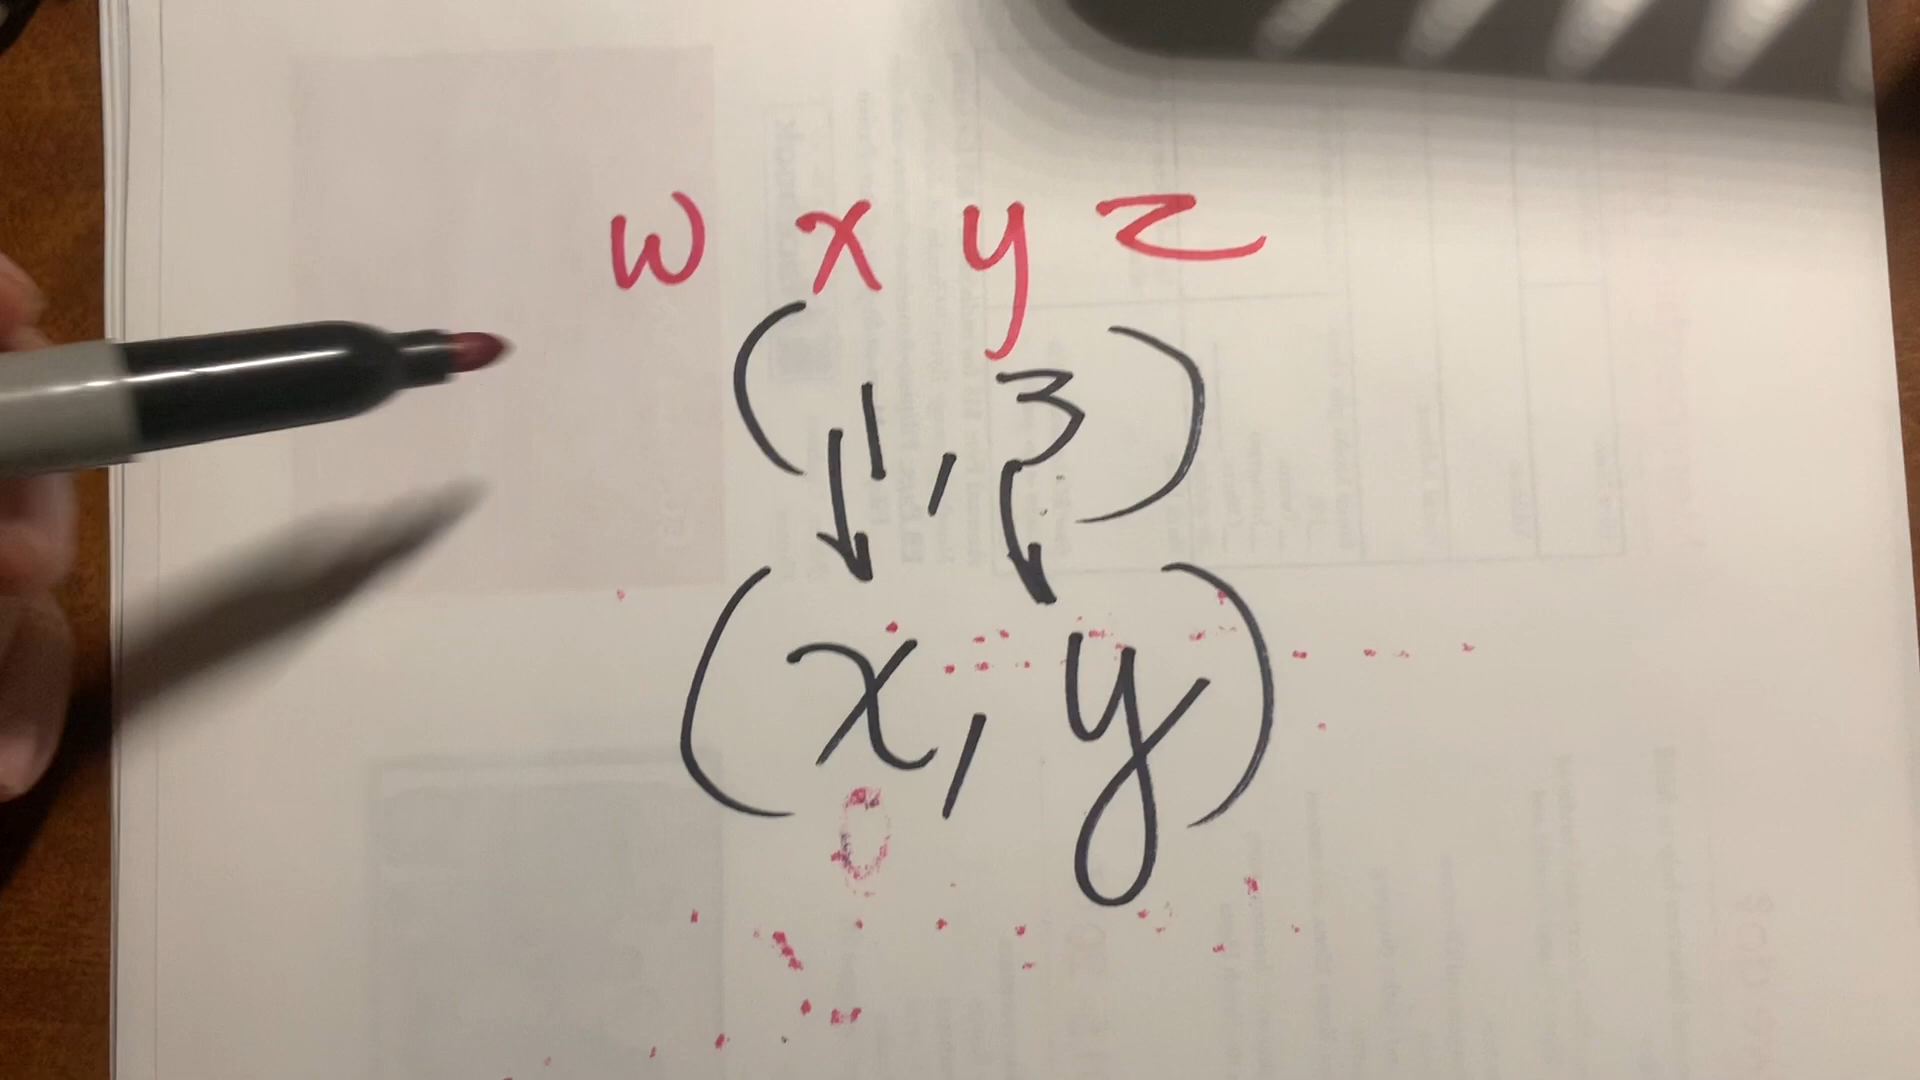 w x y z
(1, 3)
(x, y)